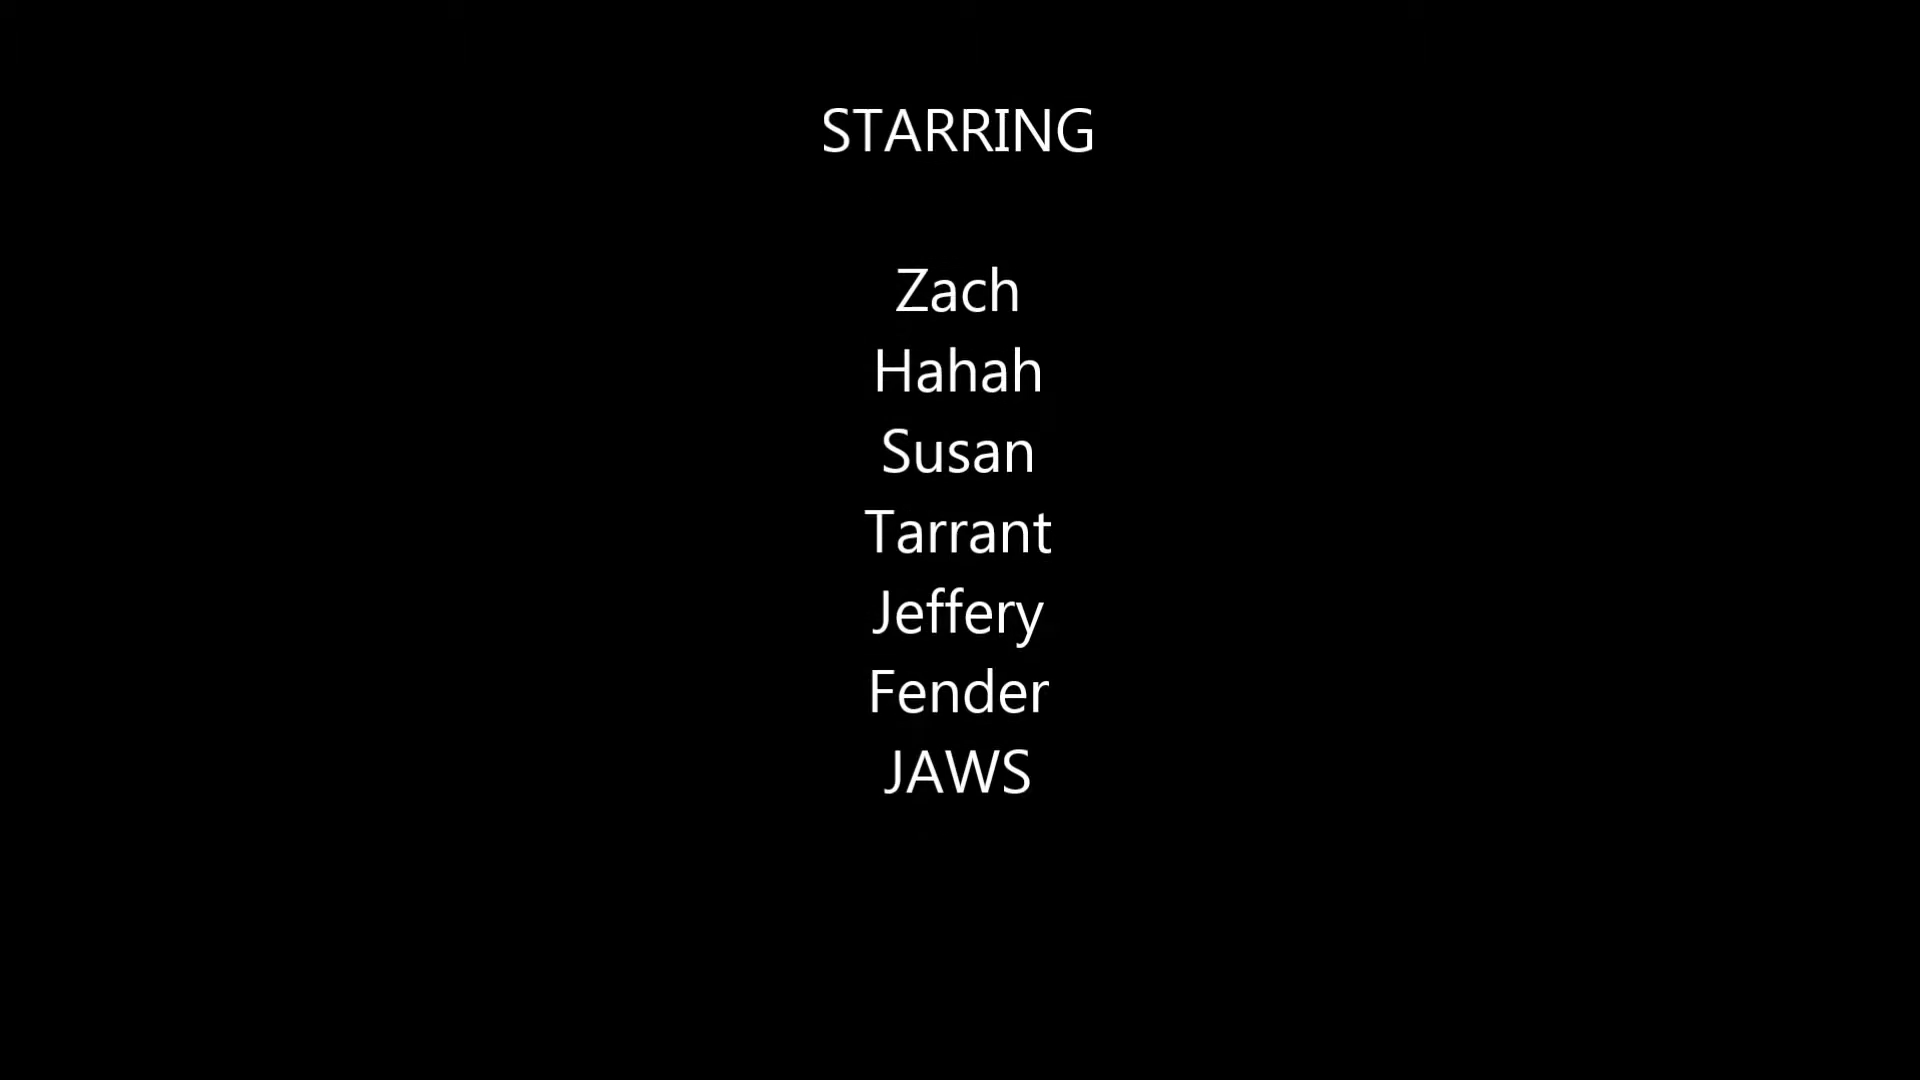 STARRING
Zach
Hahah
Susan
Tarrant
Jeffery
Fender
JAWS